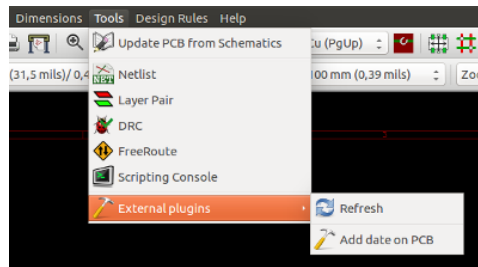 Dimensions Tools Design Rules Help
Update PCB from Schematics
Cu (PgUp)
(31,5 mils)/ 0,4
100 mm (0,39 mils)
Zo
Netlist
NET
Layer Pair
DRC
FreeRoute
Scripting Console
External plugins
Refresh
Add date on PCB